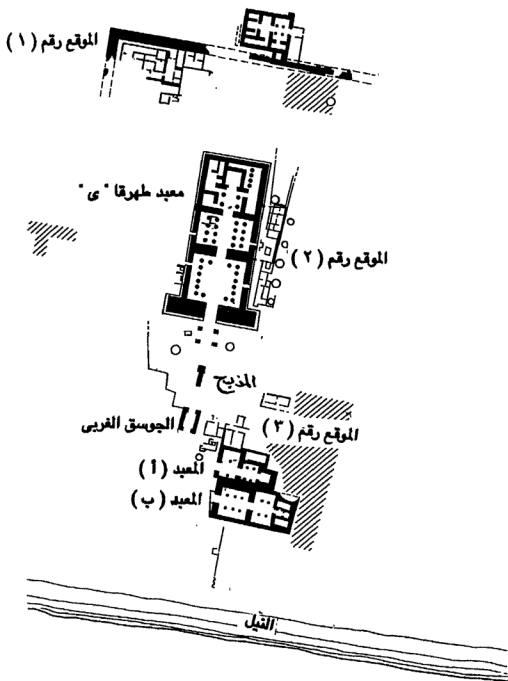 الموقع رقم (١)
معبد طهرقا "ى"
الموقع رقم (٢)
المذبح
الجوسق الغربى
الموقع رقم (٣)
المعبد (أ)
المعبد (ب)
النيل